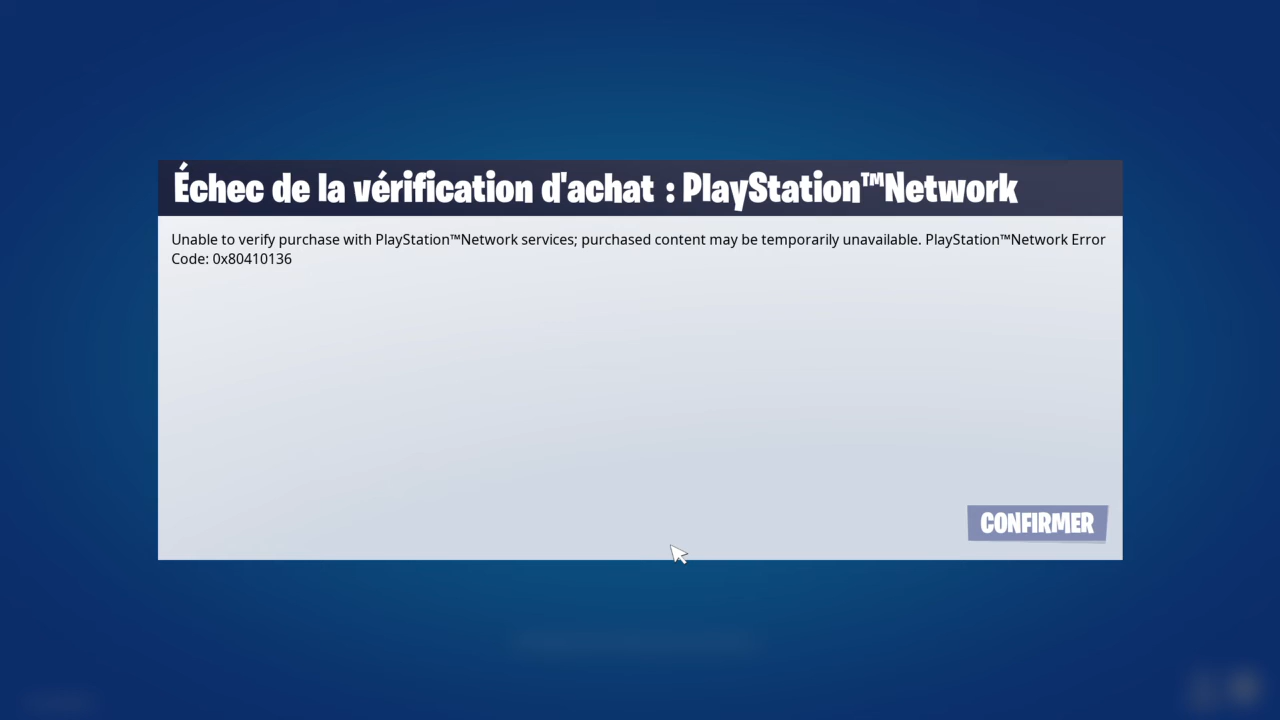 Échec de la vérification d'achat : PlayStation™Network
Unable to verify purchase with PlayStation™Network services; purchased content may be temporarily unavailable. PlayStation™Network Error
Code: 0x80410136
CONFIRMER